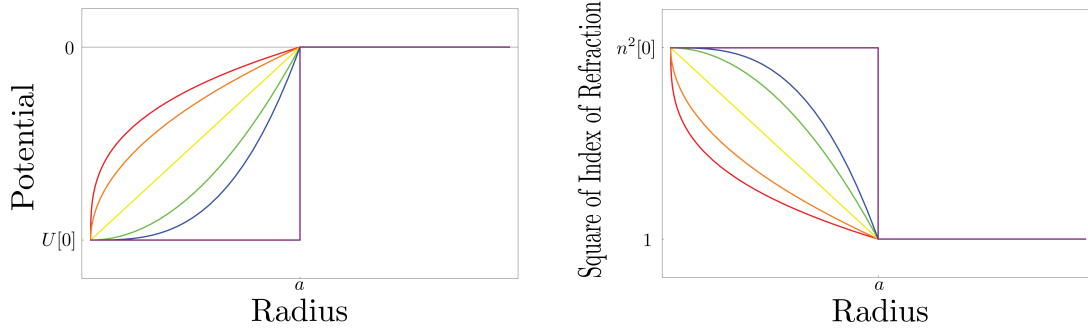 Potential
0
U[0]
a
Radius
Square of Index of Refraction
n²[0]
1
a
Radius